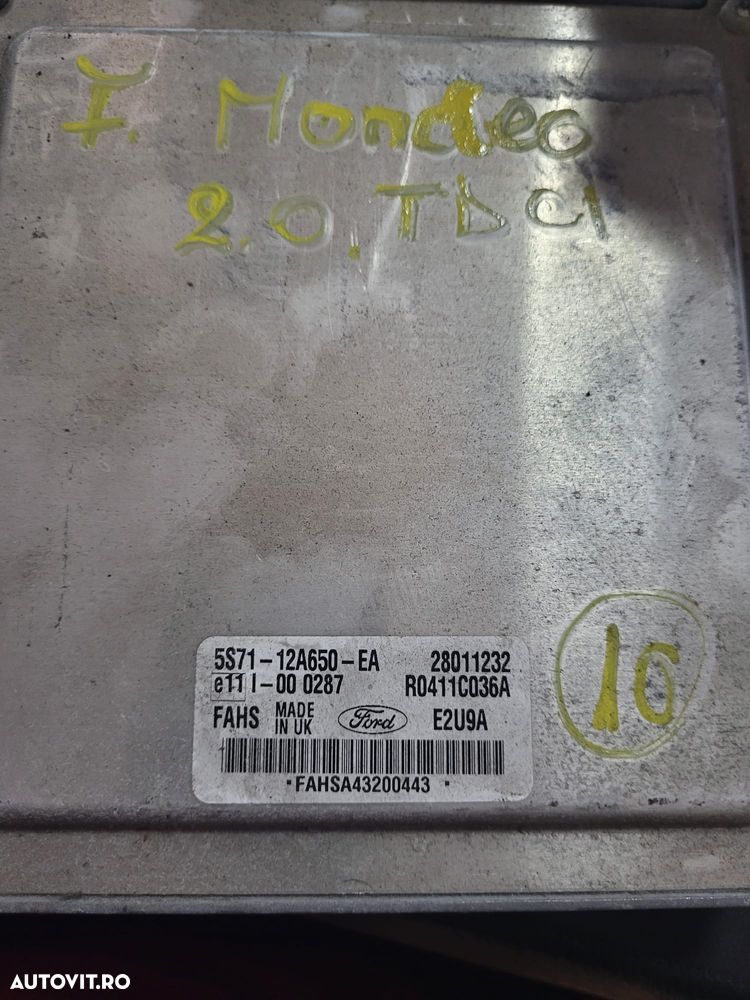 F. Mondeo
2.0. TDCI
10
5S71-12A650-EA 28011232
e11 I-00 0287 R0411C036A
FAHS MADE IN UK Ford E2U9A
·FAHSA43200443·
AUTOVIT.RO